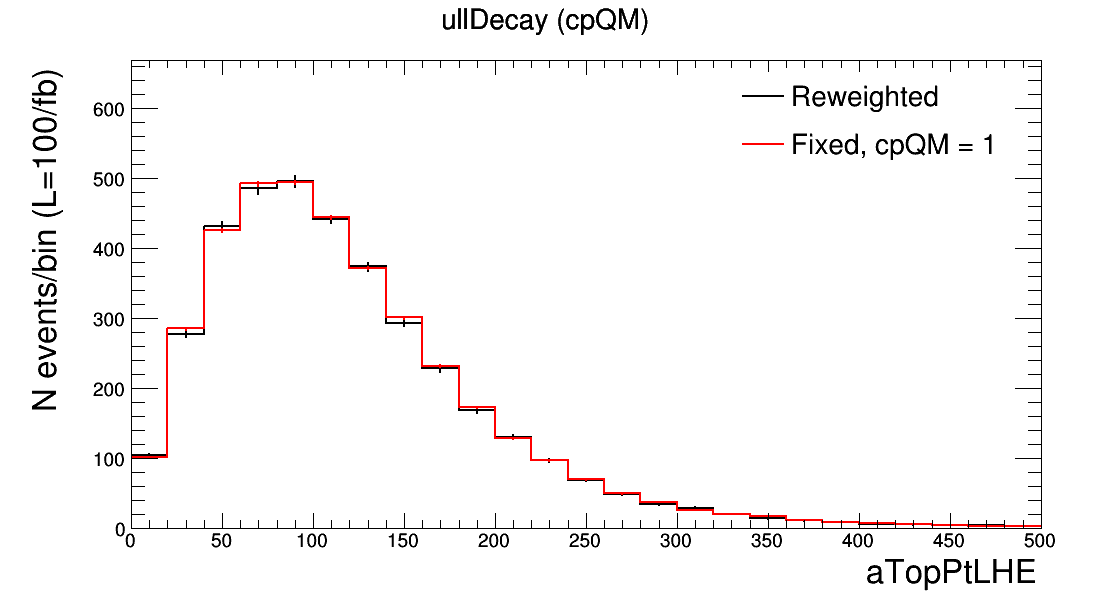 ullDecay (cpQM)
N events/bin (L=100/fb)
600
500
400
300
200
100
0
Reweighted
Fixed, cpQM = 1
0 50 100 150 200 250 300 350 400 450 500
aTopPtLHE